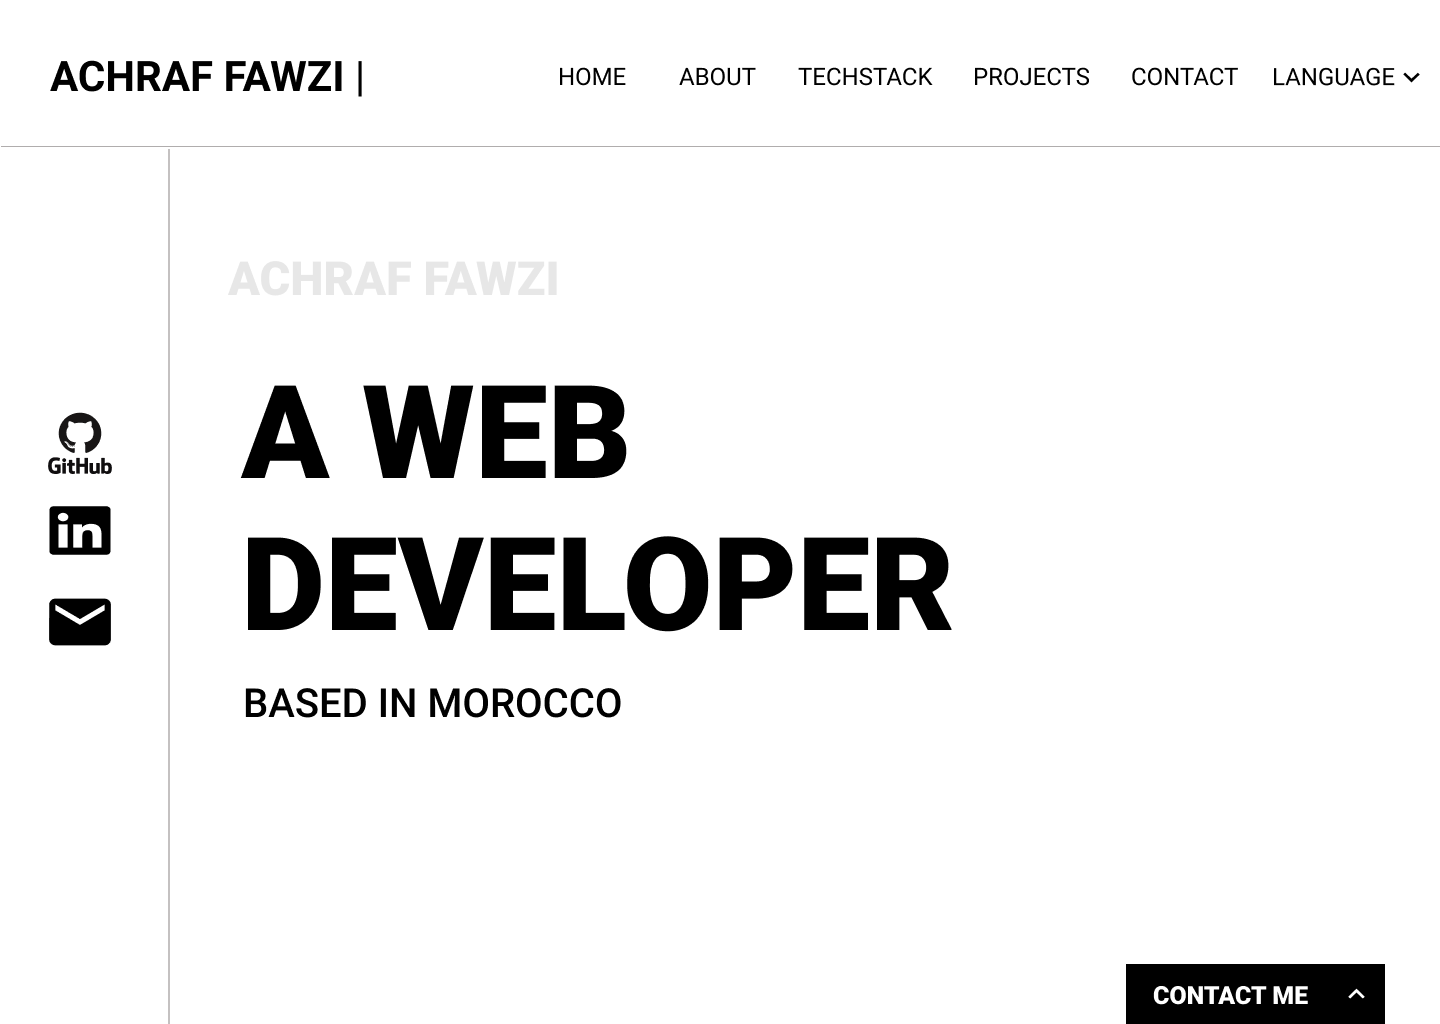 ACHRAF FAWZI |
HOME ABOUT TECHSTACK PROJECTS CONTACT LANGUAGE
ACHRAF FAWZI
A WEB
DEVELOPER
BASED IN MOROCCO
GitHub
in
CONTACT ME